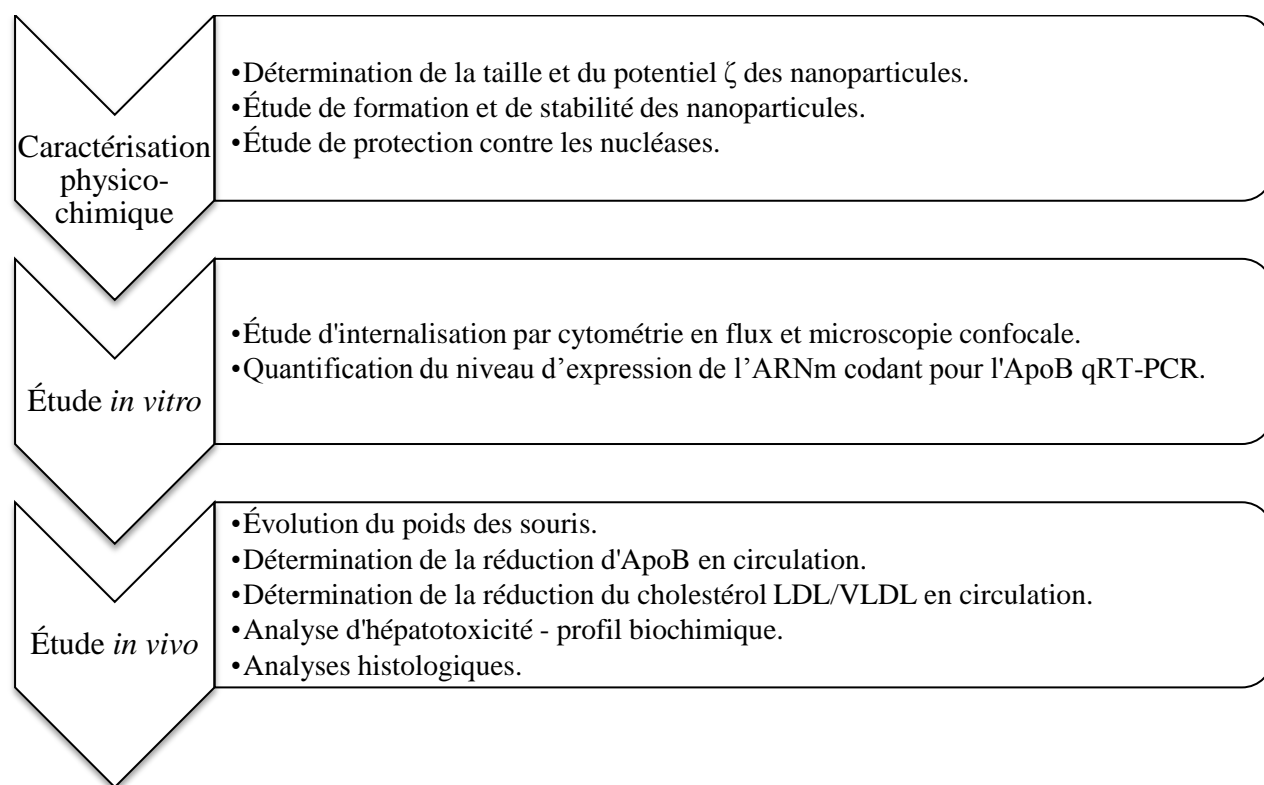 Caractérisation
physico-
chimique
•Détermination de la taille et du potentiel ζ des nanoparticules.
•Étude de formation et de stabilité des nanoparticules.
•Étude de protection contre les nucléases.
Étude in vitro
•Étude d'internalisation par cytométrie en flux et microscopie confocale.
•Quantification du niveau d’expression de l’ARNm codant pour l'ApoB qRT-PCR.
Étude in vivo
•Évolution du poids des souris.
•Détermination de la réduction d'ApoB en circulation.
•Détermination de la réduction du cholestérol LDL/VLDL en circulation.
•Analyse d'hépatotoxicité - profil biochimique.
•Analyses histologiques.